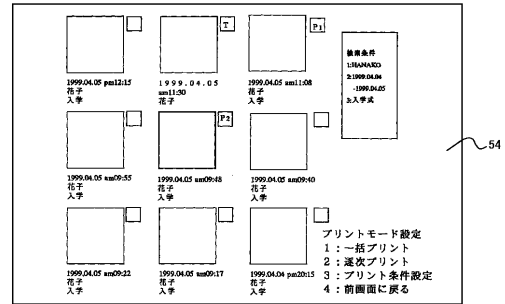 T
P1
1999.04.05 pm12:15
花子
入学
1999.04.05
am11:30
花子
入学
1999.04.05 am11:08
花子
入学
検索条件
1:HANAKO
2:1999.04.04
-1999.04.05
3:入学式
P2
1999.04.05 am09:55
花子
入学
1999.04.05 am09:48
花子
入学
1999.04.05 am09:40
花子
入学
54
1999.04.05 am09:22
花子
入学
1999.04.05 am09:17
花子
入学
1999.04.04 pm20:15
花子
入学
プリントモード設定
1:一括プリント
2:逐次プリント
3:プリント条件設定
4:前画面に戻る